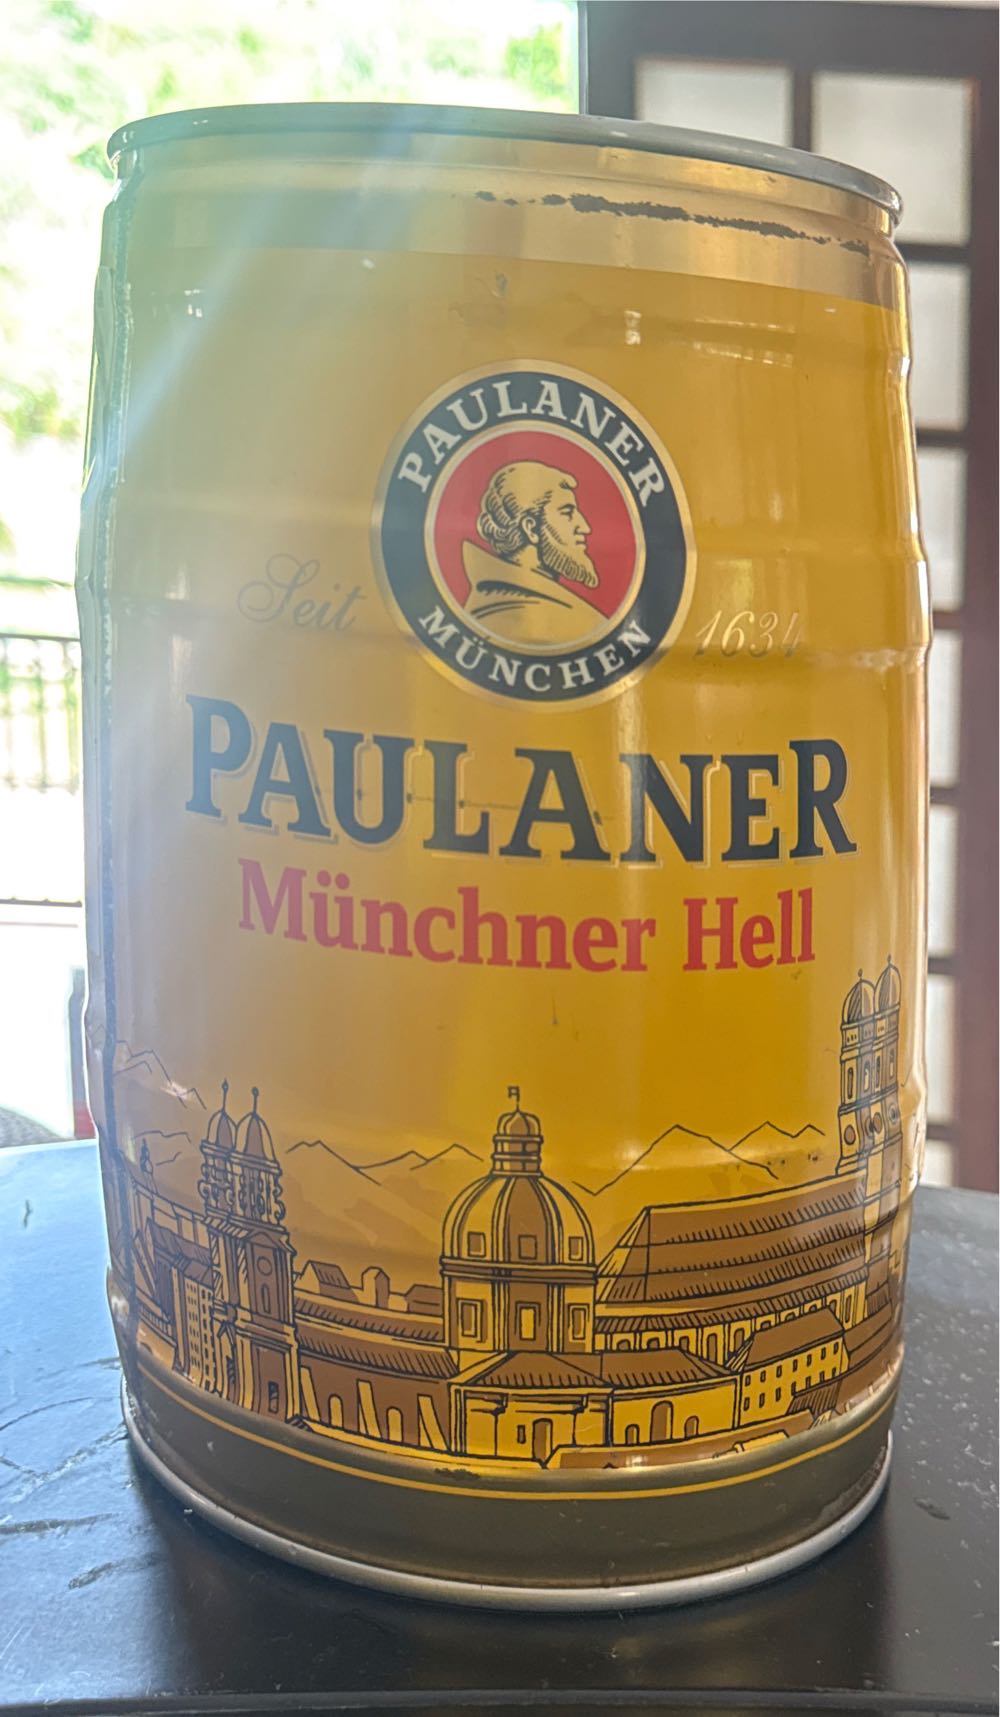 PAULANER
MÜNCHEN
Seit 1634
PAULANER
Münchner Hell